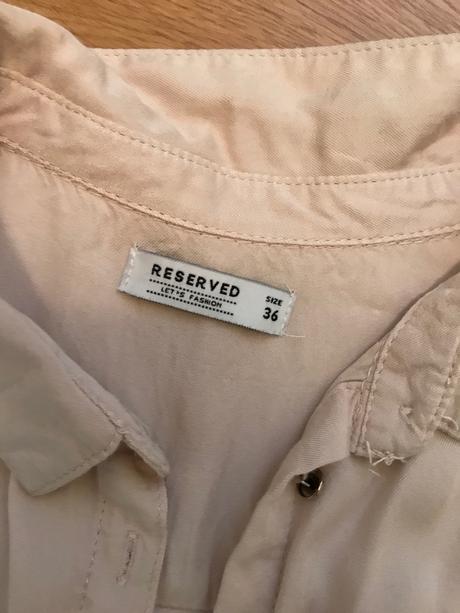 RESERVED
LET'S FASHION
SIZE
36